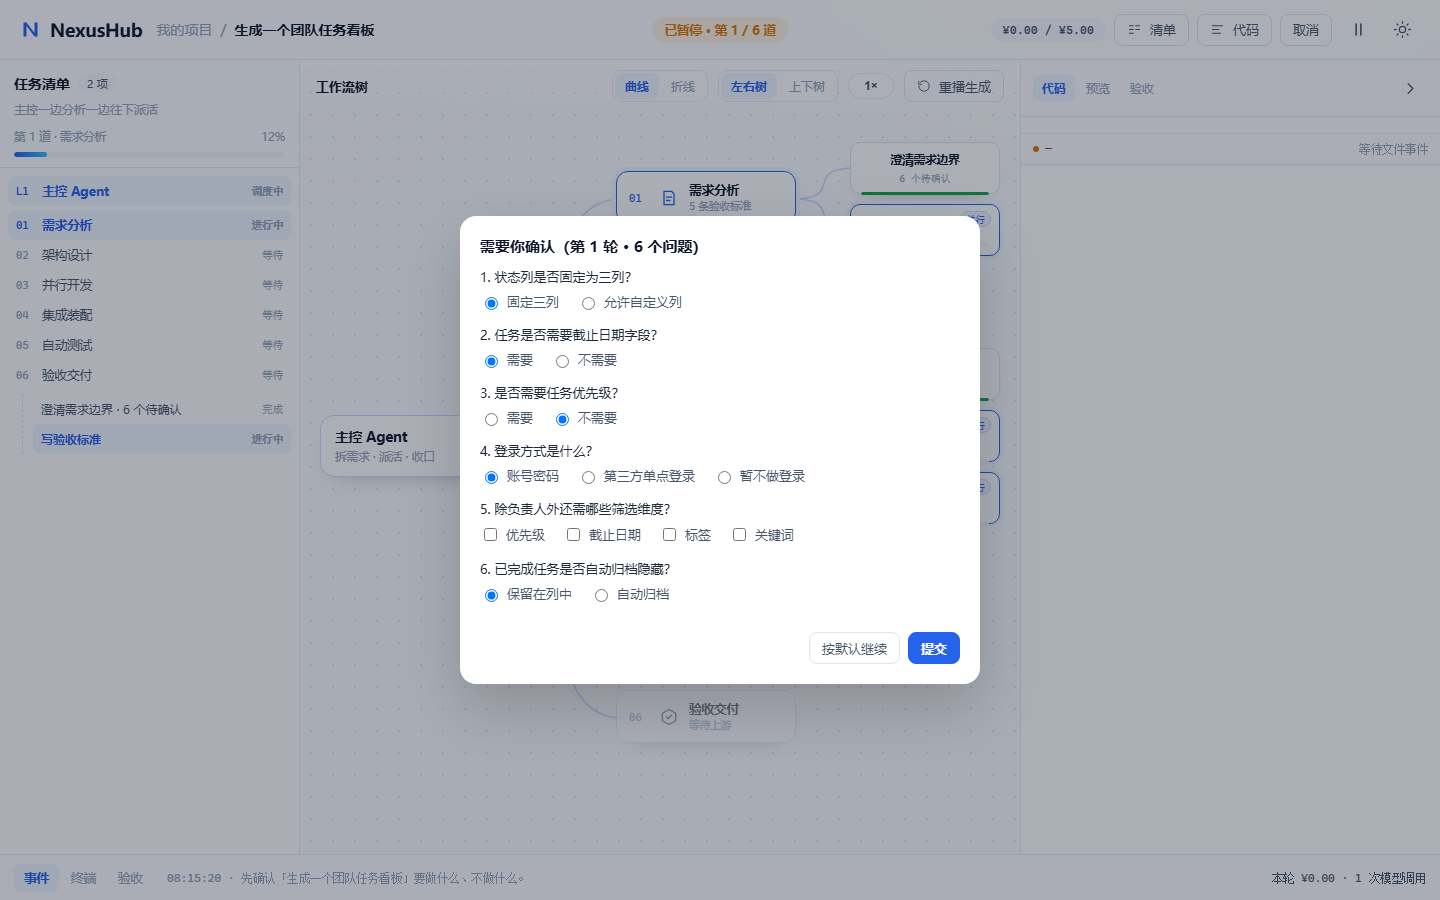 NexusHub 我的项目 / 生成一个团队任务看板
已暂停 • 第 1 / 6 道
¥0.00 / ¥5.00 清单 代码 取消
任务清单 2 项
主控一边分析一边往下派活
第 1 道 · 需求分析 12%
L1 主控 Agent 调度中
01 需求分析 进行中
02 架构设计 等待
03 并行开发 等待
04 集成装配 等待
05 自动测试 等待
06 验收交付 等待
澄清需求边界 · 6 个待确认 完成
写验收标准 进行中
工作流树 曲线 折线 左右树 上下树 1× 重播生成
01 需求分析
5 条验收标准
澄清需求边界
6 个待确认
主控 Agent
拆需求 · 派活 · 收口
需要你确认（第 1 轮 • 6 个问题）
1. 状态列是否固定为三列?
固定三列 允许自定义列
2. 任务是否需要截止日期字段?
需要 不需要
3. 是否需要任务优先级?
需要 不需要
4. 登录方式是什么?
账号密码 第三方单点登录 暂不做登录
5. 除负责人外还需哪些筛选维度?
优先级 截止日期 标签 关键词
6. 已完成任务是否自动归档隐藏?
保留在列中 自动归档
按默认继续 提交
06 验收交付
等待上游
代码 预览 验收
– 等待文件事件
事件 终端 验收 08:15:20 · 先确认「生成一个团队任务看板」要做什么、不做什么。
本轮 ¥0.00 · 1 次模型调用